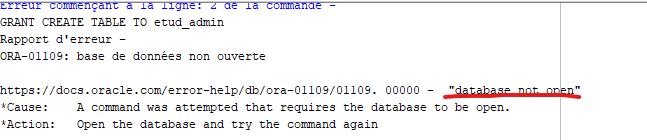 Erreur commençant à la ligne: 2 de la commande -
GRANT CREATE TABLE TO etud_admin
Rapport d'erreur -
ORA-01109: base de données non ouverte
https://docs.oracle.com/error-help/db/ora-01109/01109. 00000 - "database not open"
*Cause: A command was attempted that requires the database to be open.
*Action: Open the database and try the command again